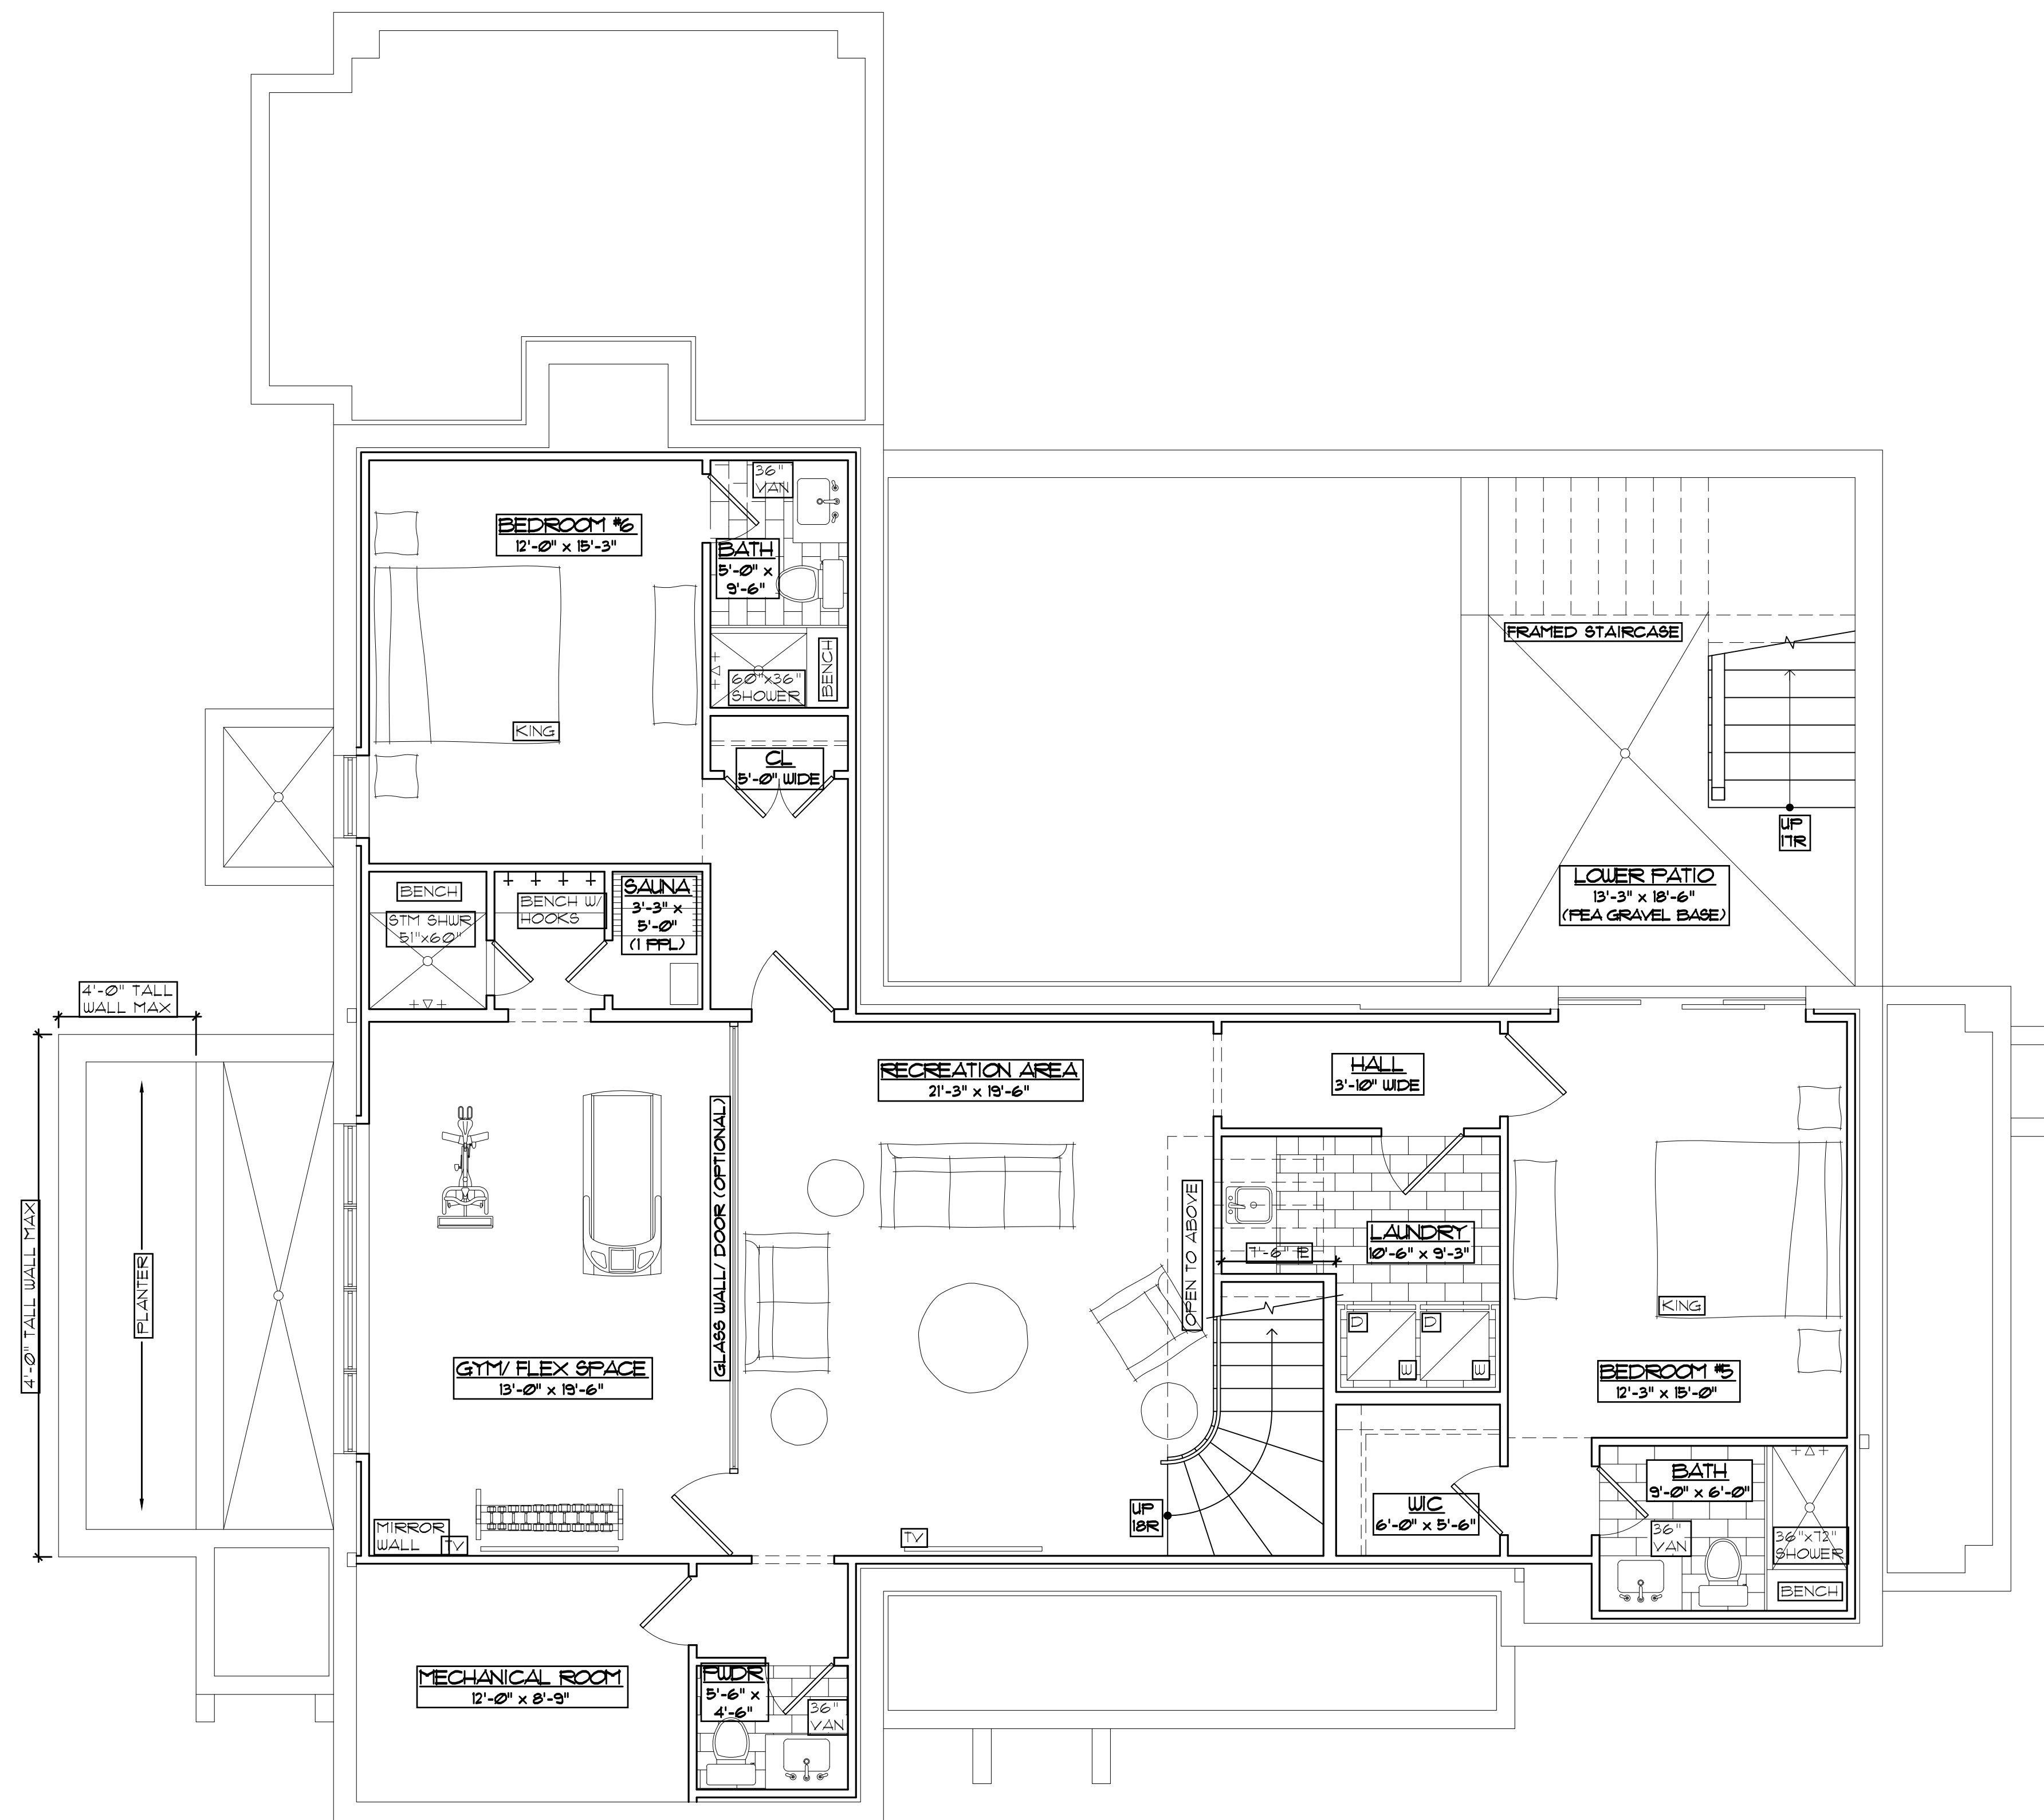 36"
VAN
BEDROOM #6
12'-0" x 15'-3"
BATH
5'-0" x
9'-6"
FRAMED STAIRCASE
BENCH
60"x36"
SHOWER
KING
CL
5'-0" WIDE
UP
17R
LOWER PATIO
13'-3" x 18'-6"
(PEA GRAVEL BASE)
BENCH
STM SHWR
51"x60"
BENCH W/
HOOKS
SAUNA
3'-3" x
5'-0"
(1 PPL)
4'-0" TALL
WALL MAX
4'-0" TALL WALL MAX
PLANTER
RECREATION AREA
21'-3" x 19'-6"
HALL
3'-10" WIDE
GLASS WALL/ DOOR (OPTIONAL)
OPEN TO ABOVE
LAUNDRY
10'-6" x 9'-3"
7'-6" TP
KING
D
D
W
W
GYM/ FLEX SPACE
13'-0" x 19'-6"
BEDROOM #5
12'-3" x 15'-0"
BATH
9'-0" x 6'-0"
UP
18R
WIC
6'-0" x 5'-6"
MIRROR
WALL
TV
TV
36"
VAN
36"x72"
SHOWER
BENCH
MECHANICAL ROOM
12'-0" x 8'-9"
PWDR
5'-6" x
4'-6"
36"
VAN